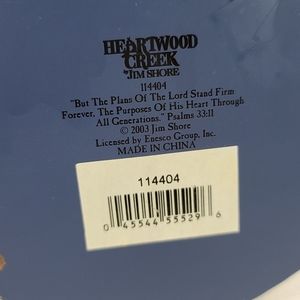 HEARTWOOD
CREEK
BY JIM SHORE
114404
"But The Plans Of The Lord Stand Firm
Forever, The Purposes Of His Heart Through
All Generations." Psalms 33:11
© 2003 Jim Shore
Licensed by Enesco Group, Inc.
MADE IN CHINA
114404
0 45544 55529 6